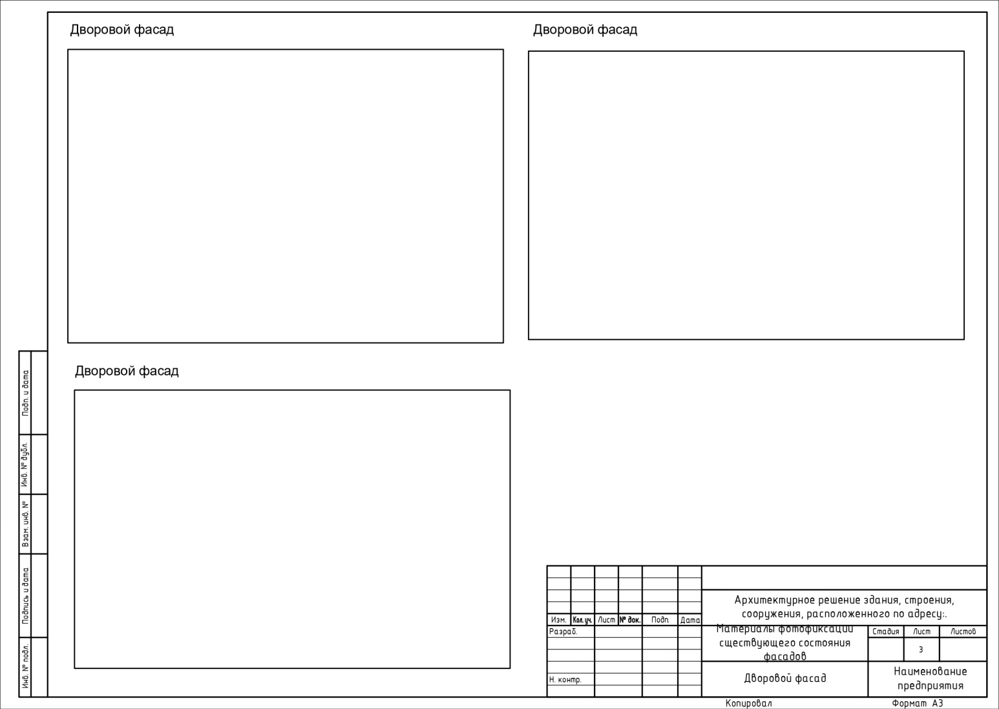 Дворовой фасад
Дворовой фасад
Дворовой фасад
Подп. и дата
Инв. № дубл.
Взам. инв. №
Подпись и дата
Инв. № подл.
Архитектурное решение здания, строения,
сооружения, расположенного по адресу:.
Изм. Кол.уч. Лист № док. Подп. Дата
Разраб.
Н. контр.
Материалы фотофиксации
сществующего состояния
фасадов
Стадия Лист Листов
3
Дворовой фасад
Наименование
предприятия
Копировал Формат А3